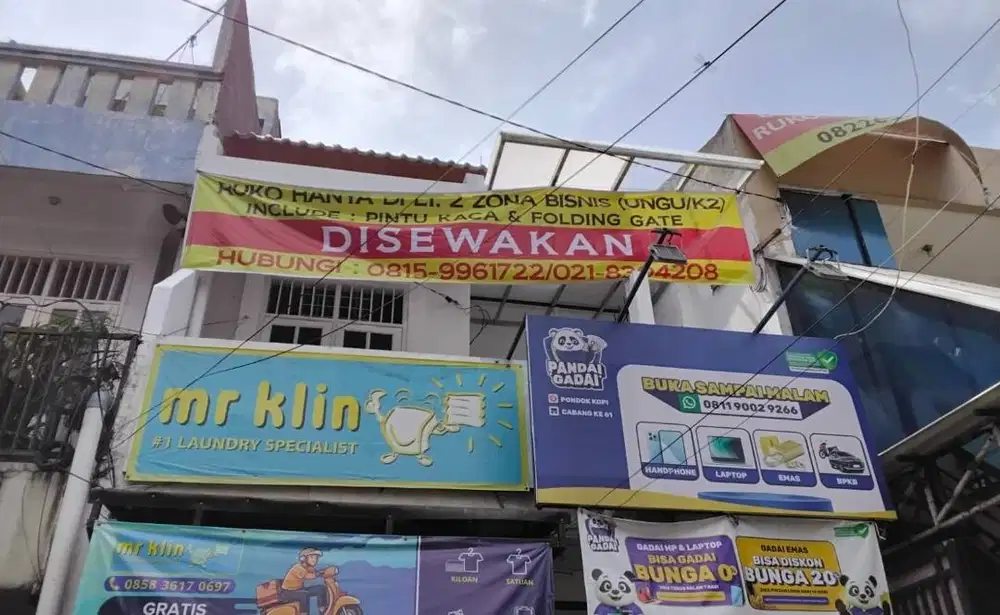 RUKO
0822
RUKO HANYA DI LT. 2 ZONA BISNIS (UNGU/K2)
INCLUDE : PINTU KACA & FOLDING GATE
DISEWAKAN
HUBUNGI : 0815-9961722/021-8
4208
mr klin
#1 LAUNDRY SPECIALIST
PANDAI
GADAI
PONDOK KOPI
CABANG KE 61
BUKA SAMPAI MALAM
0811 9002 9266
HANDPHONE
LAPTOP
EMAS
BPKB
mr klin
0858 3617 0697
GRATIS
KILOAN
SATUAN
PANDAI
GADAI
GADAI HP & LAPTOP
BISA GADAI
BUNGA 0%
GADAI EMAS
BISA DISKON
BUNGA 20%